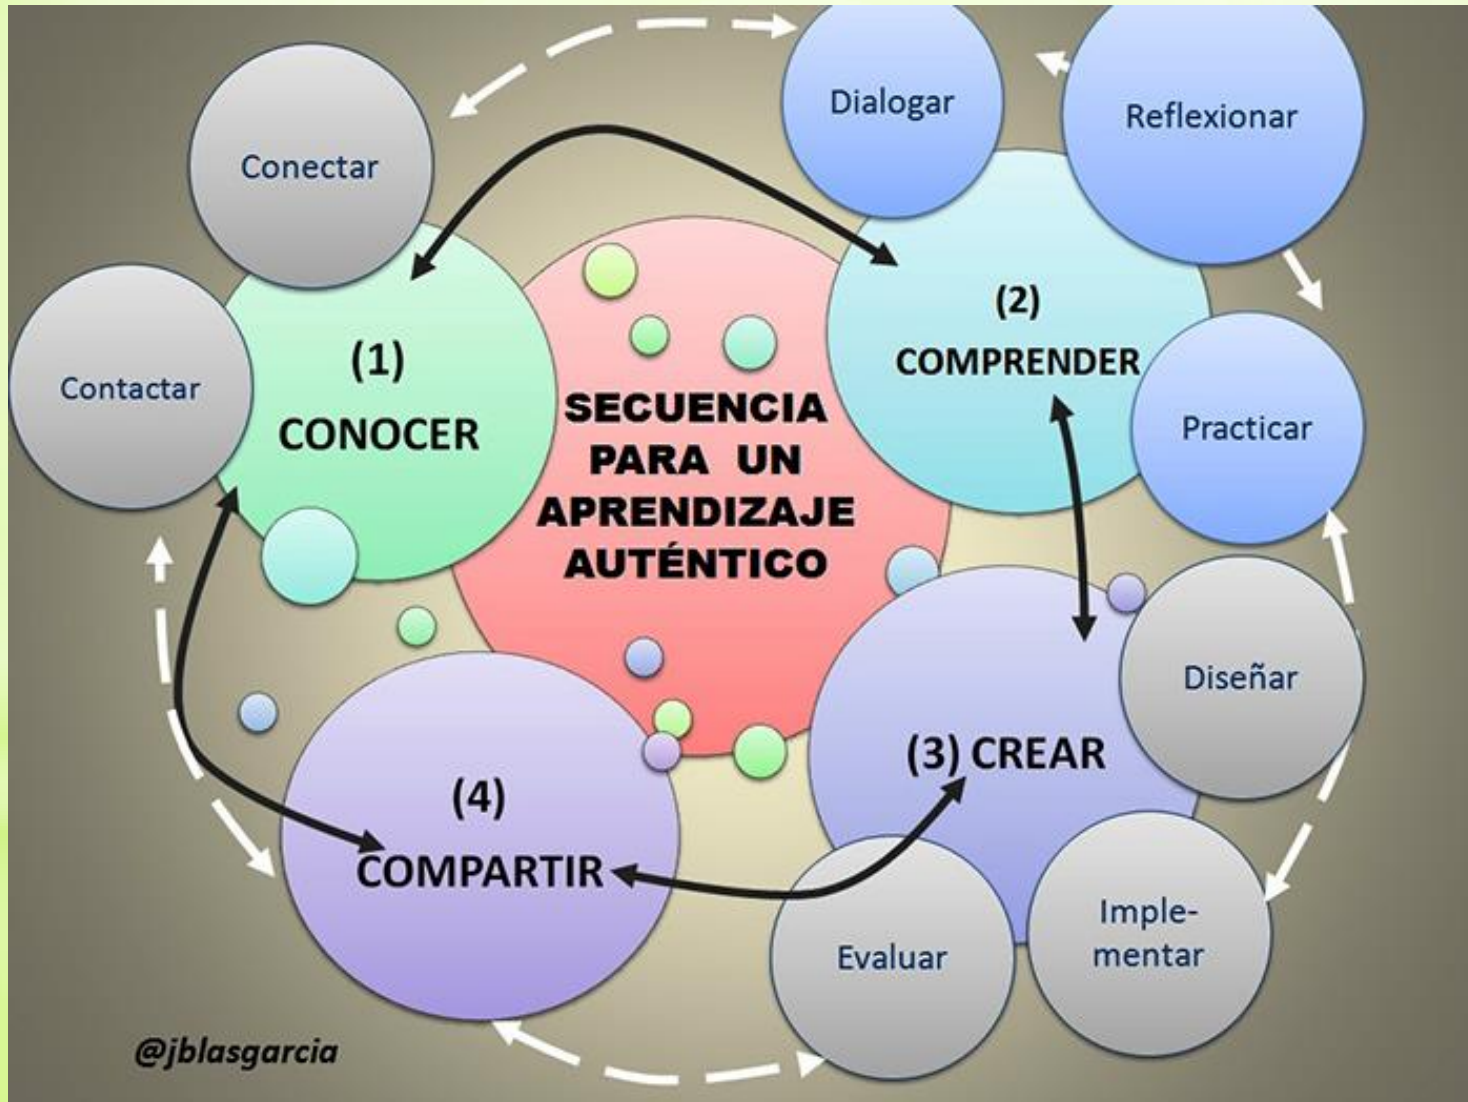 SECUENCIA
PARA UN
APRENDIZAJE
AUTÉNTICO
(1)
CONOCER
Contactar
Conectar
(2)
COMPRENDER
Dialogar
Reflexionar
Practicar
(3) CREAR
Diseñar
Imple-
mentar
Evaluar
(4)
COMPARTIR
@jblasgarcia